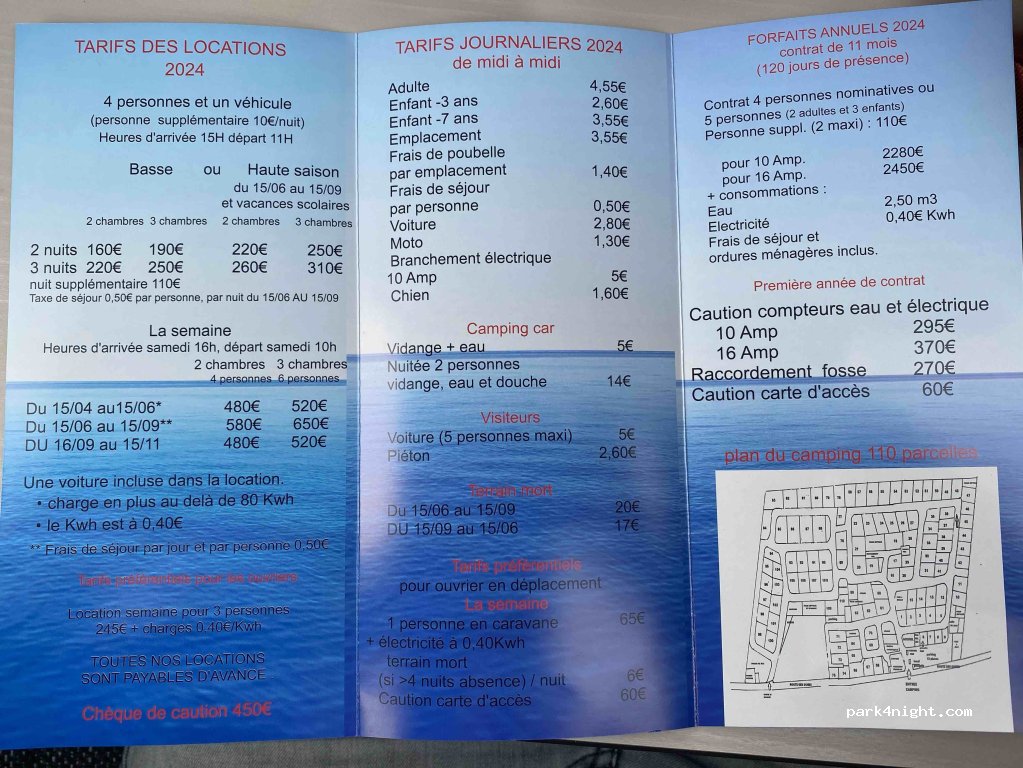 TARIFS DES LOCATIONS
2024
4 personnes et un véhicule
(personne supplémentaire 10€/nuit)
Heures d'arrivée 15H départ 11H
Basse ou Haute saison
du 15/06 au 15/09
et vacances scolaires
2 chambres 3 chambres 2 chambres 3 chambres
2 nuits 160€ 190€ 220€ 250€
3 nuits 220€ 250€ 260€ 310€
nuit supplémentaire 110€
Taxe de séjour 0,50€ par personne, par nuit du 15/06 AU 15/09
La semaine
Heures d'arrivée samedi 16h, départ samedi 10h
2 chambres 3 chambres
4 personnes 6 personnes
Du 15/04 au15/06* 480€ 520€
Du 15/06 au 15/09** 580€ 650€
DU 16/09 au 15/11 480€ 520€
Une voiture incluse dans la location.
• charge en plus au delà de 80 Kwh
• le Kwh est à 0,40€
** Frais de séjour par jour et par personne 0,50€
Tarifs préférentiels pour les ouvriers
Location semaine pour 3 personnes
245€ + charges 0.40€/Kwh
TOUTES NOS LOCATIONS
SONT PAYABLES D'AVANCE .
Chèque de caution 450€
TARIFS JOURNALIERS 2024
de midi à midi
Adulte 4,55€
Enfant -3 ans 2,60€
Enfant -7 ans 3,55€
Emplacement 3,55€
Frais de poubelle
par emplacement 1,40€
Frais de séjour
par personne 0,50€
Voiture 2,80€
Moto 1,30€
Branchement électrique
10 Amp 5€
Chien 1,60€
Camping car
Vidange + eau 5€
Nuitée 2 personnes
vidange, eau et douche 14€
Visiteurs
Voiture (5 personnes maxi) 5€
Piéton 2,60€
Terrain mort
Du 15/06 au 15/09 20€
DU 15/09 au 15/06 17€
Tarifs préférentiels
pour ouvrier en déplacement
La semaine
1 personne en caravane 65€
+ électricité à 0,40Kwh
terrain mort
(si >4 nuits absence) / nuit 6€
Caution carte d'accès 60€
FORFAITS ANNUELS 2024
contrat de 11 mois
(120 jours de présence)
Contrat 4 personnes nominatives ou
5 personnes (2 adultes et 3 enfants)
Personne suppl. (2 maxi) : 110€
pour 10 Amp. 2280€
pour 16 Amp. 2450€
+ consommations :
Eau 2,50 m3
Electricité 0,40€ Kwh
Frais de séjour et
ordures ménagères inclus.
Première année de contrat
Caution compteurs eau et électrique
10 Amp 295€
16 Amp 370€
Raccordement fosse 270€
Caution carte d'accès 60€
plan du camping 110 parcelles
ENTREE
CAMPING
park4night.com